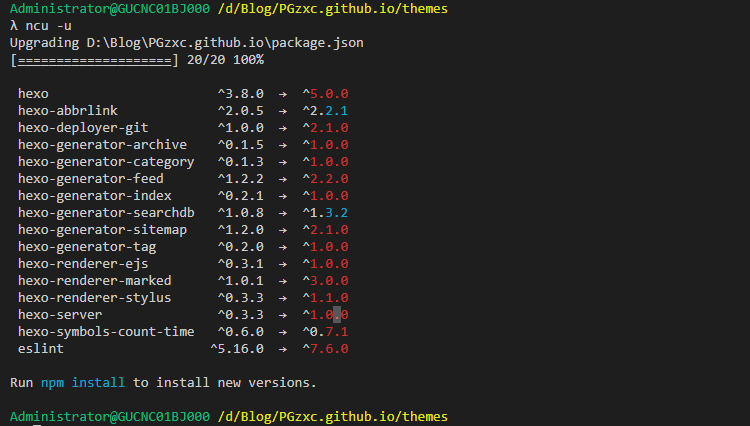 Administrator@GUCNC01BJ000 /d/Blog/PGzxc.github.io/themes
λ ncu -u
Upgrading D:\Blog\PGzxc.github.io\package.json
[====================] 20/20 100%
hexo ^3.8.0 → ^5.0.0
hexo-abbrlink ^2.0.5 → ^2.2.1
hexo-deployer-git ^1.0.0 → ^2.1.0
hexo-generator-archive ^0.1.5 → ^1.0.0
hexo-generator-category ^0.1.3 → ^1.0.0
hexo-generator-feed ^1.2.2 → ^2.2.0
hexo-generator-index ^0.2.1 → ^1.0.0
hexo-generator-searchdb ^1.0.8 → ^1.3.2
hexo-generator-sitemap ^1.2.0 → ^2.1.0
hexo-generator-tag ^0.2.0 → ^1.0.0
hexo-renderer-ejs ^0.3.1 → ^1.0.0
hexo-renderer-marked ^1.0.1 → ^3.0.0
hexo-renderer-stylus ^0.3.3 → ^1.1.0
hexo-server ^0.3.3 → ^1.0.0
hexo-symbols-count-time ^0.6.0 → ^0.7.1
eslint ^5.16.0 → ^7.6.0
Run npm install to install new versions.
Administrator@GUCNC01BJ000 /d/Blog/PGzxc.github.io/themes